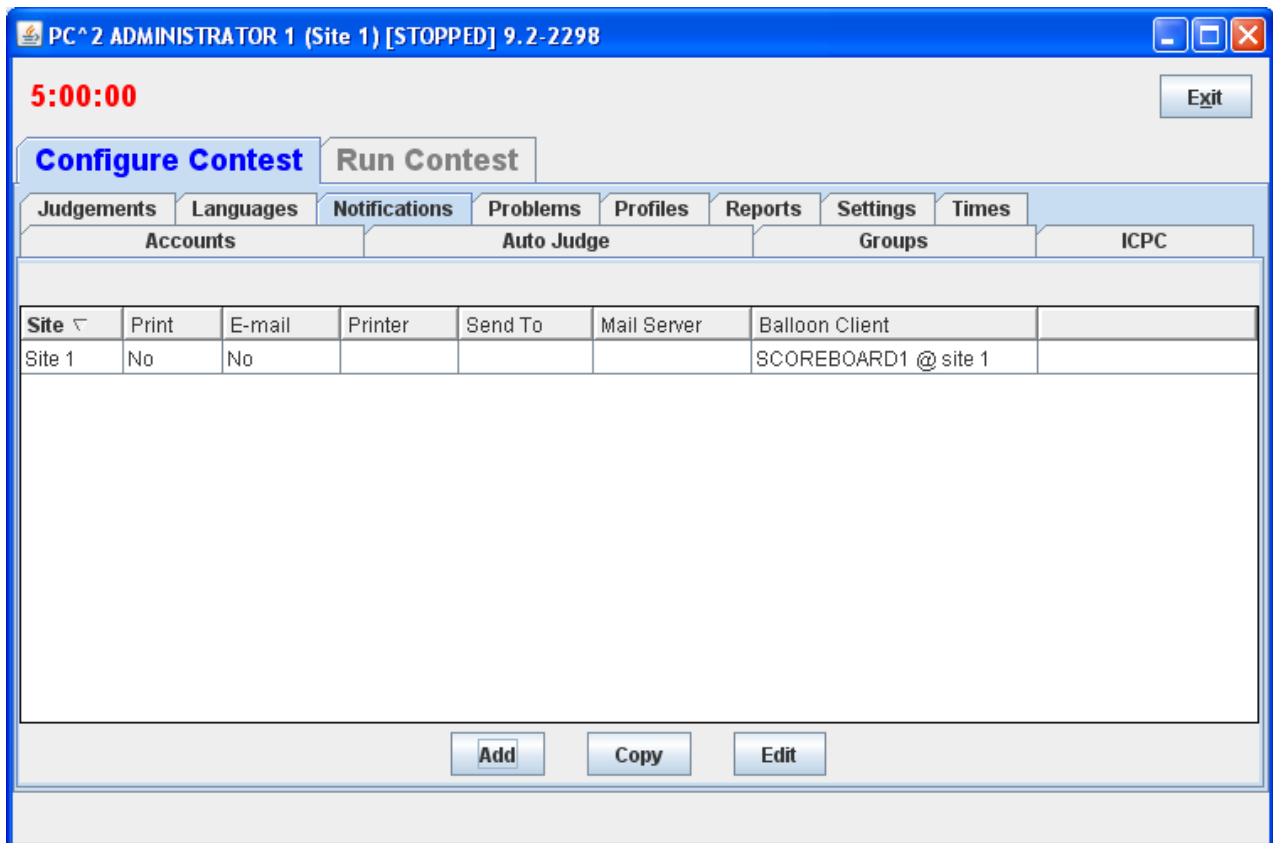 PC^2 ADMINISTRATOR 1 (Site 1) [STOPPED] 9.2-2298
5:00:00
Exit
Configure Contest Run Contest
Judgements Languages Notifications Problems Profiles Reports Settings Times
Accounts Auto Judge Groups ICPC
Site Print E-mail Printer Send To Mail Server Balloon Client
Site 1 No No SCOREBOARD1 @ site 1
Add Copy Edit